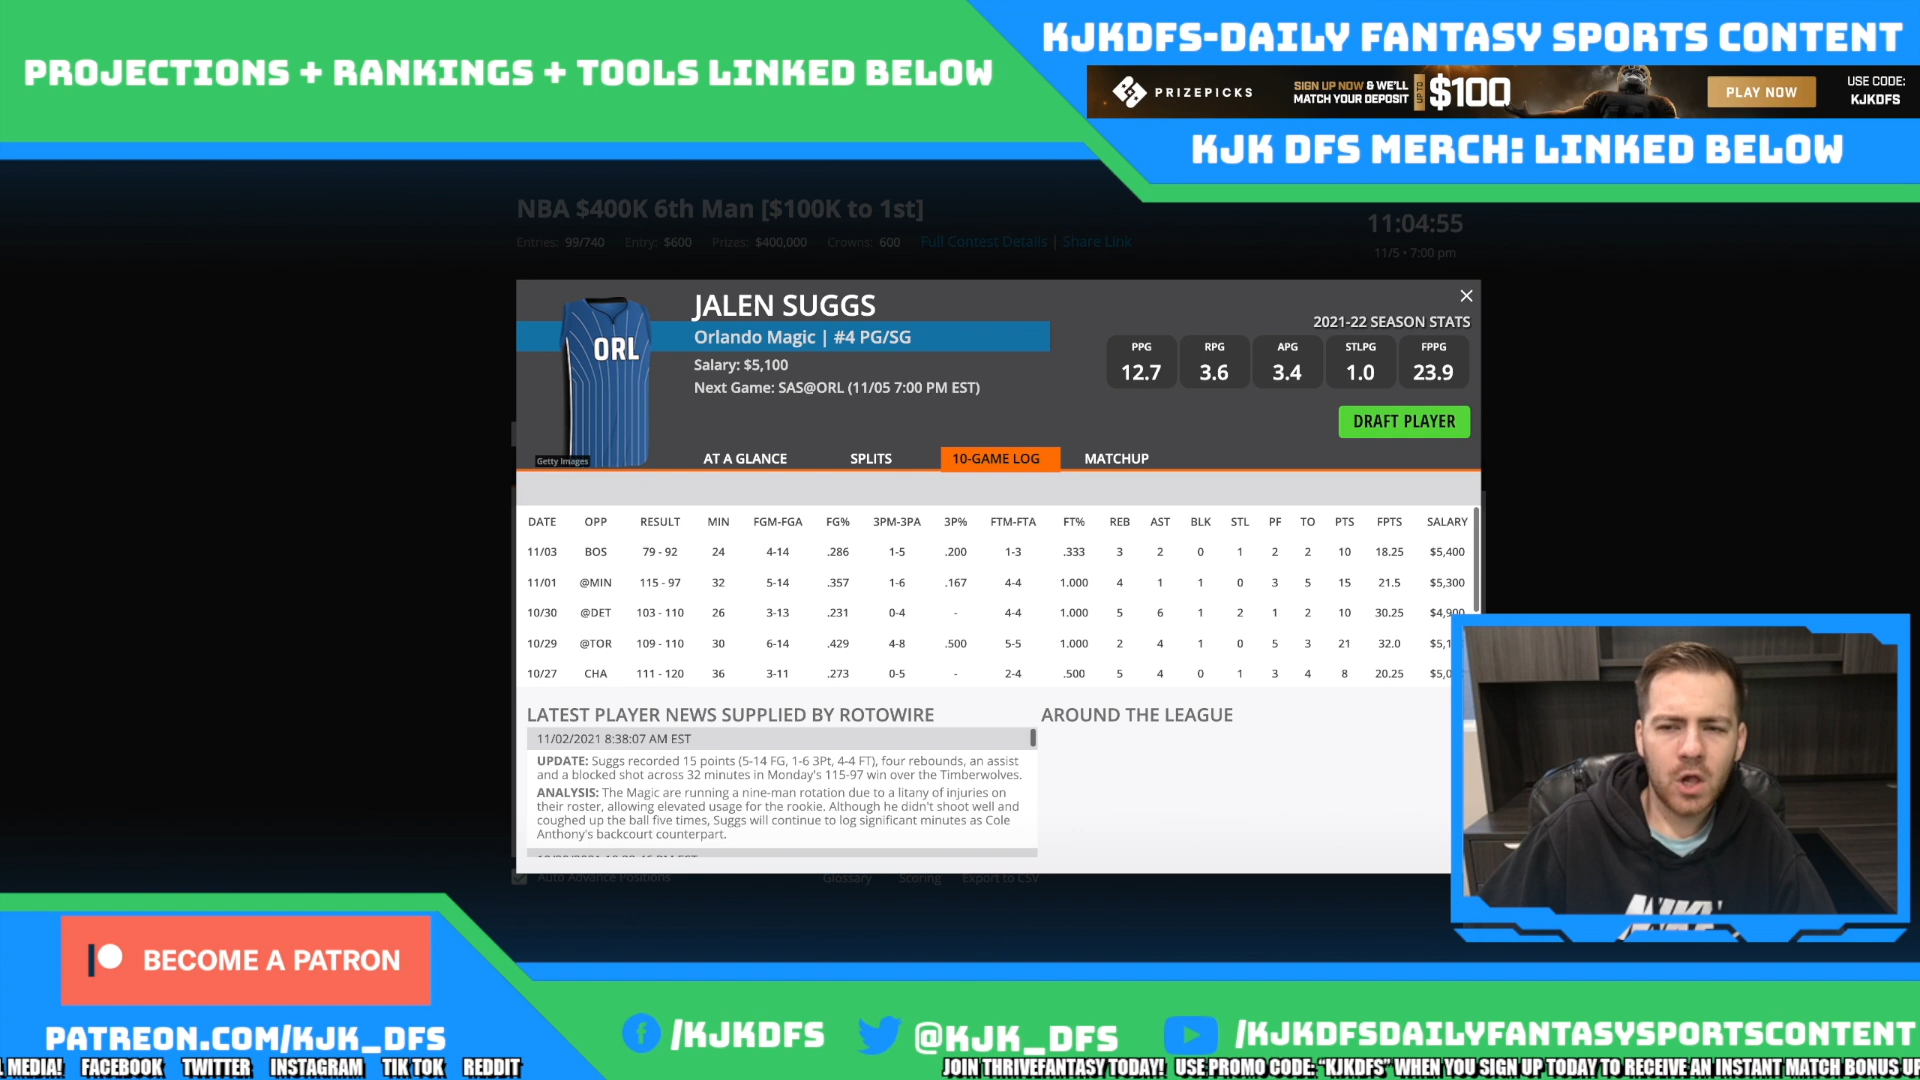 PROJECTIONS + RANKINGS + TOOLS LINKED BELOW
KJKDFS-DAILY FANTASY SPORTS CONTENT
PRIZEPICKS
SIGN UP NOW & WE'LL MATCH YOUR DEPOSIT UP TO $100
PLAY NOW
USE CODE: KJKDFS
KJK DFS MERCH: LINKED BELOW
NBA $400K 6th Man [$100K to 1st]
Entries: 99/740 Entry: $600 Prizes: $400,000 Crowns: 600 Full Contest Details | Share Link
11:04:55
11/5 • 7:00 pm
JALEN SUGGS
Orlando Magic | #4 PG/SG
Salary: $5,100
Next Game: SAS@ORL (11/05 7:00 PM EST)
ORL
Getty Images
2021-22 SEASON STATS
PPG RPG APG STLPG FPPG
12.7 3.6 3.4 1.0 23.9
DRAFT PLAYER
AT A GLANCE SPLITS 10-GAME LOG MATCHUP
DATE OPP RESULT MIN FGM-FGA FG% 3PM-3PA 3P% FTM-FTA FT% REB AST BLK STL PF TO PTS FPTS SALARY
11/03 BOS 79 - 92 24 4-14 .286 1-5 .200 1-3 .333 3 2 0 1 2 2 10 18.25 $5,400
11/01 @MIN 115 - 97 32 5-14 .357 1-6 .167 4-4 1.000 4 1 1 0 3 5 15 21.5 $5,300
10/30 @DET 103 - 110 26 3-13 .231 0-4 - 4-4 1.000 5 6 1 2 1 2 10 30.25 $4,900
10/29 @TOR 109 - 110 30 6-14 .429 4-8 .500 5-5 1.000 2 4 1 0 5 3 21 32.0 $5,1
10/27 CHA 111 - 120 36 3-11 .273 0-5 - 2-4 .500 5 4 0 1 3 4 8 20.25 $5,0
LATEST PLAYER NEWS SUPPLIED BY ROTOWIRE
AROUND THE LEAGUE
11/02/2021 8:38:07 AM EST
UPDATE: Suggs recorded 15 points (5-14 FG, 1-6 3Pt, 4-4 FT), four rebounds, an assist
and a blocked shot across 32 minutes in Monday's 115-97 win over the Timberwolves.
ANALYSIS: The Magic are running a nine-man rotation due to a litany of injuries on
their roster, allowing elevated usage for the rookie. Although he didn't shoot well and
coughed up the ball five times, Suggs will continue to log significant minutes as Cole
Anthony's backcourt counterpart.
Auto Advance Positions Glossary Scoring Export to CSV
BECOME A PATRON
PATREON.COM/KJK_DFS
/KJKDFS
@KJK_DFS
/KJKDFSDAILYFANTASYSPORTSCONTENT
L MEDIA! FACEBOOK TWITTER INSTAGRAM TIK TOK REDDIT
JOIN THRIVEFANTASY TODAY! USE PROMO CODE: "KJKDFS" WHEN YOU SIGN UP TODAY TO RECEIVE AN INSTANT MATCH BONUS UP